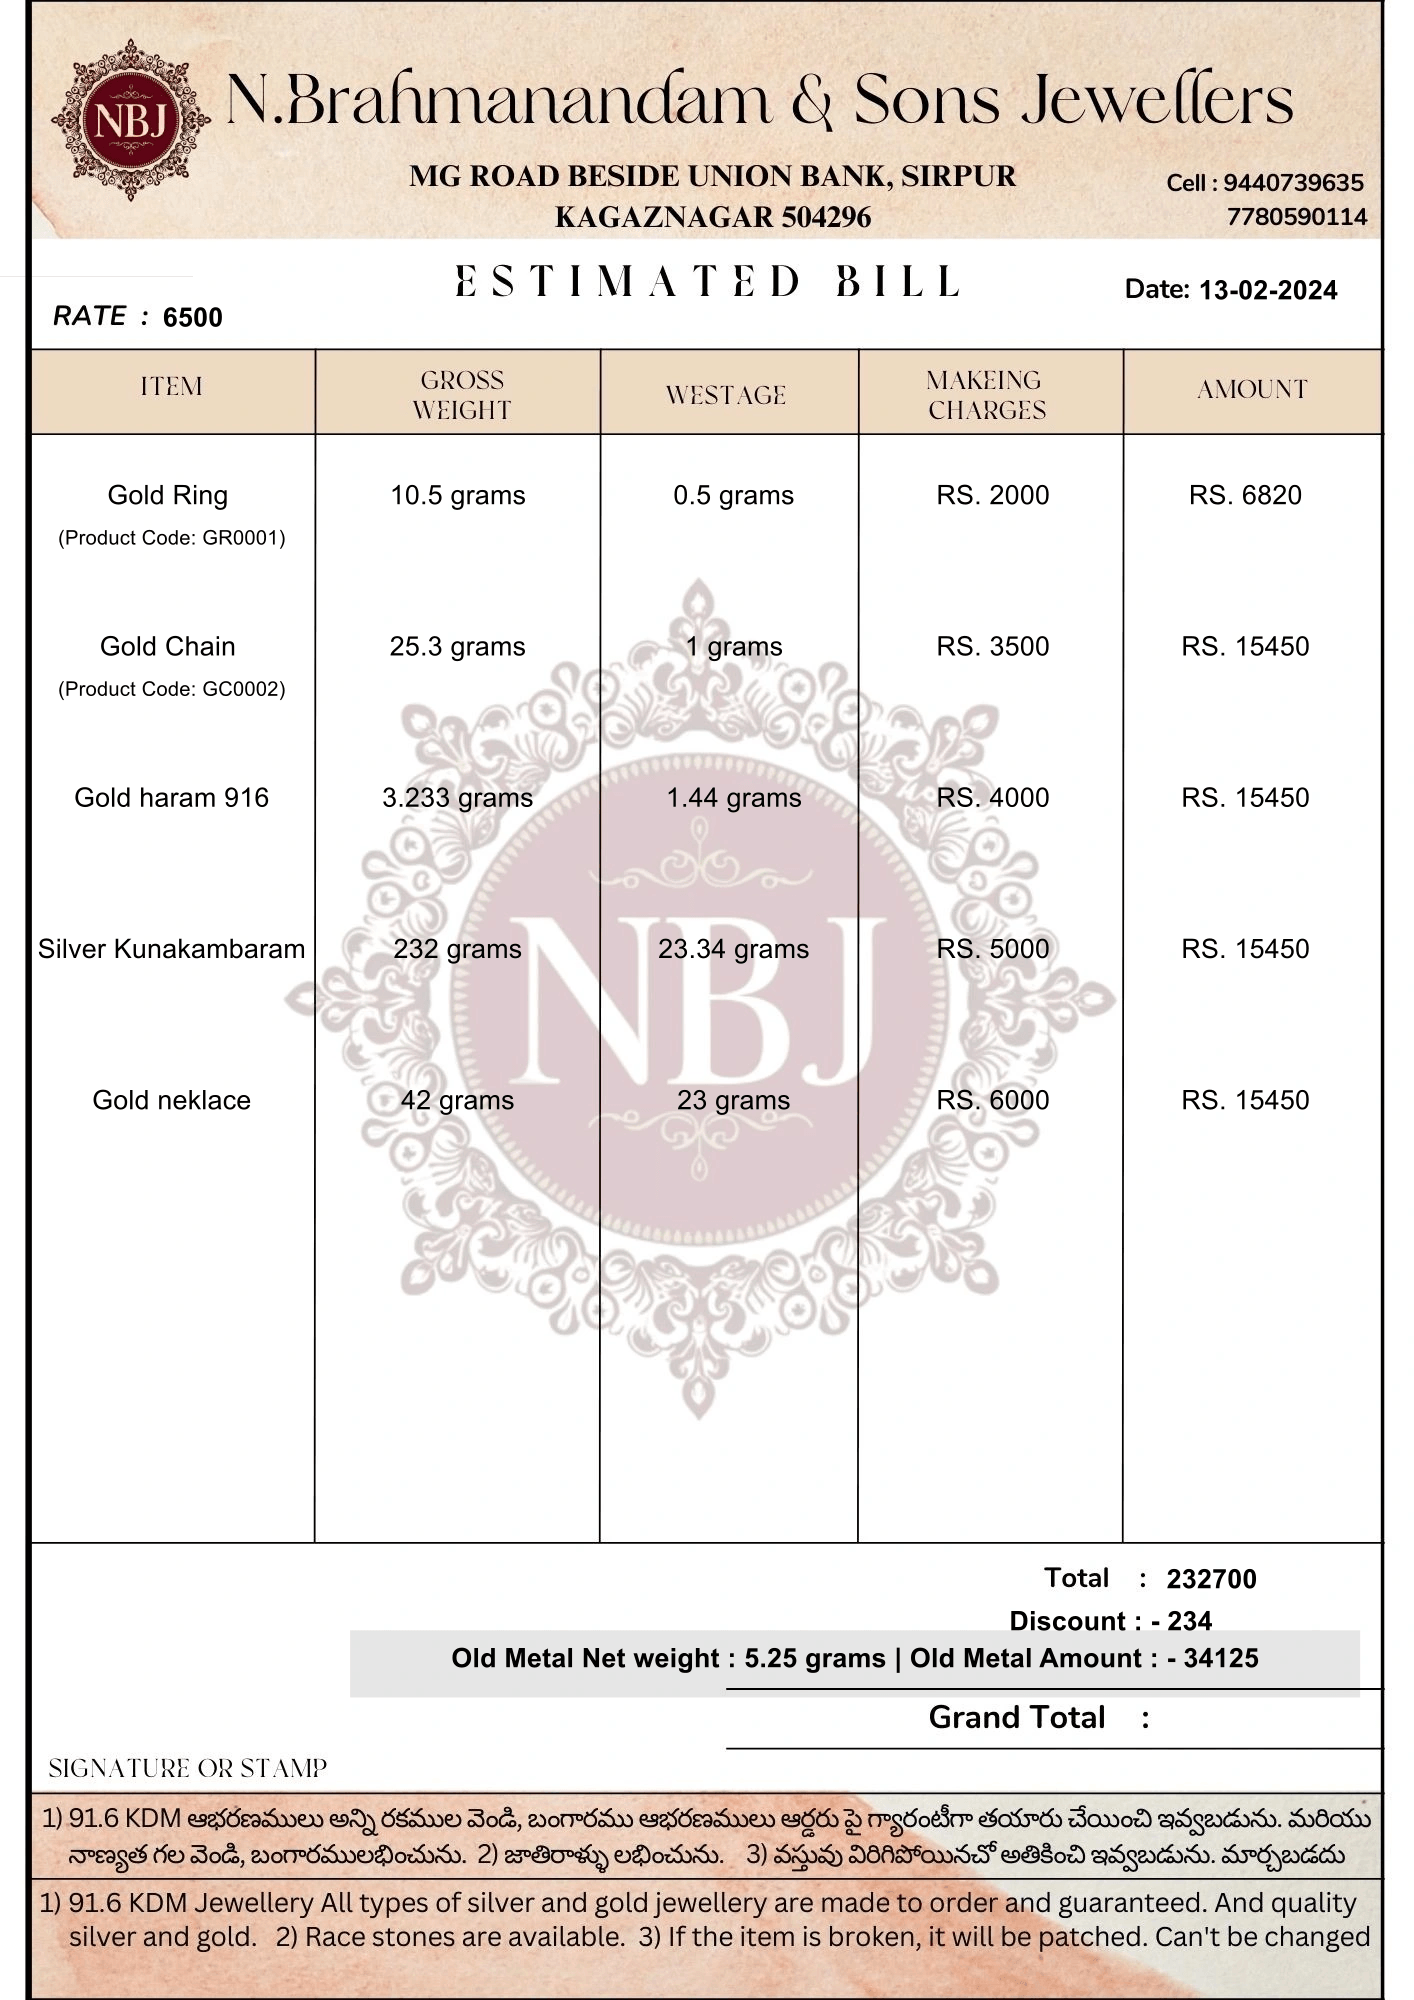 NBJ
N.Brahmanandam & Sons Jewellers
MG ROAD BESIDE UNION BANK, SIRPUR
KAGAZNAGAR 504296
Cell : 9440739635
7780590114
ESTIMATED BILL
Date: 13-02-2024
RATE : 6500
ITEM GROSS WEIGHT WESTAGE MAKEING CHARGES AMOUNT
Gold Ring 10.5 grams 0.5 grams RS. 2000 RS. 6820
(Product Code: GR0001)
Gold Chain 25.3 grams 1 grams RS. 3500 RS. 15450
(Product Code: GC0002)
Gold haram 916 3.233 grams 1.44 grams RS. 4000 RS. 15450
Silver Kunakambaram 232 grams 23.34 grams RS. 5000 RS. 15450
NBJ
Gold neklace 42 grams 23 grams RS. 6000 RS. 15450
Total : 232700
Discount : - 234
Old Metal Net weight : 5.25 grams | Old Metal Amount : - 34125
Grand Total :
SIGNATURE OR STAMP
1) 91.6 KDM ఆభరణములు అన్ని రకముల వెండి, బంగారము ఆభరణములు ఆర్డరు పై గ్యారంటీగా తయారు చేయించి ఇవ్వబడును. మరియు
నాణ్యత గల వెండి, బంగారములభించును. 2) జాతిరాళ్ళు లభించును. 3) వస్తువు విరిగిపోయినచో అతికించి ఇవ్వబడును. మార్చబడదు
1) 91.6 KDM Jewellery All types of silver and gold jewellery are made to order and guaranteed. And quality
silver and gold. 2) Race stones are available. 3) If the item is broken, it will be patched. Can't be changed